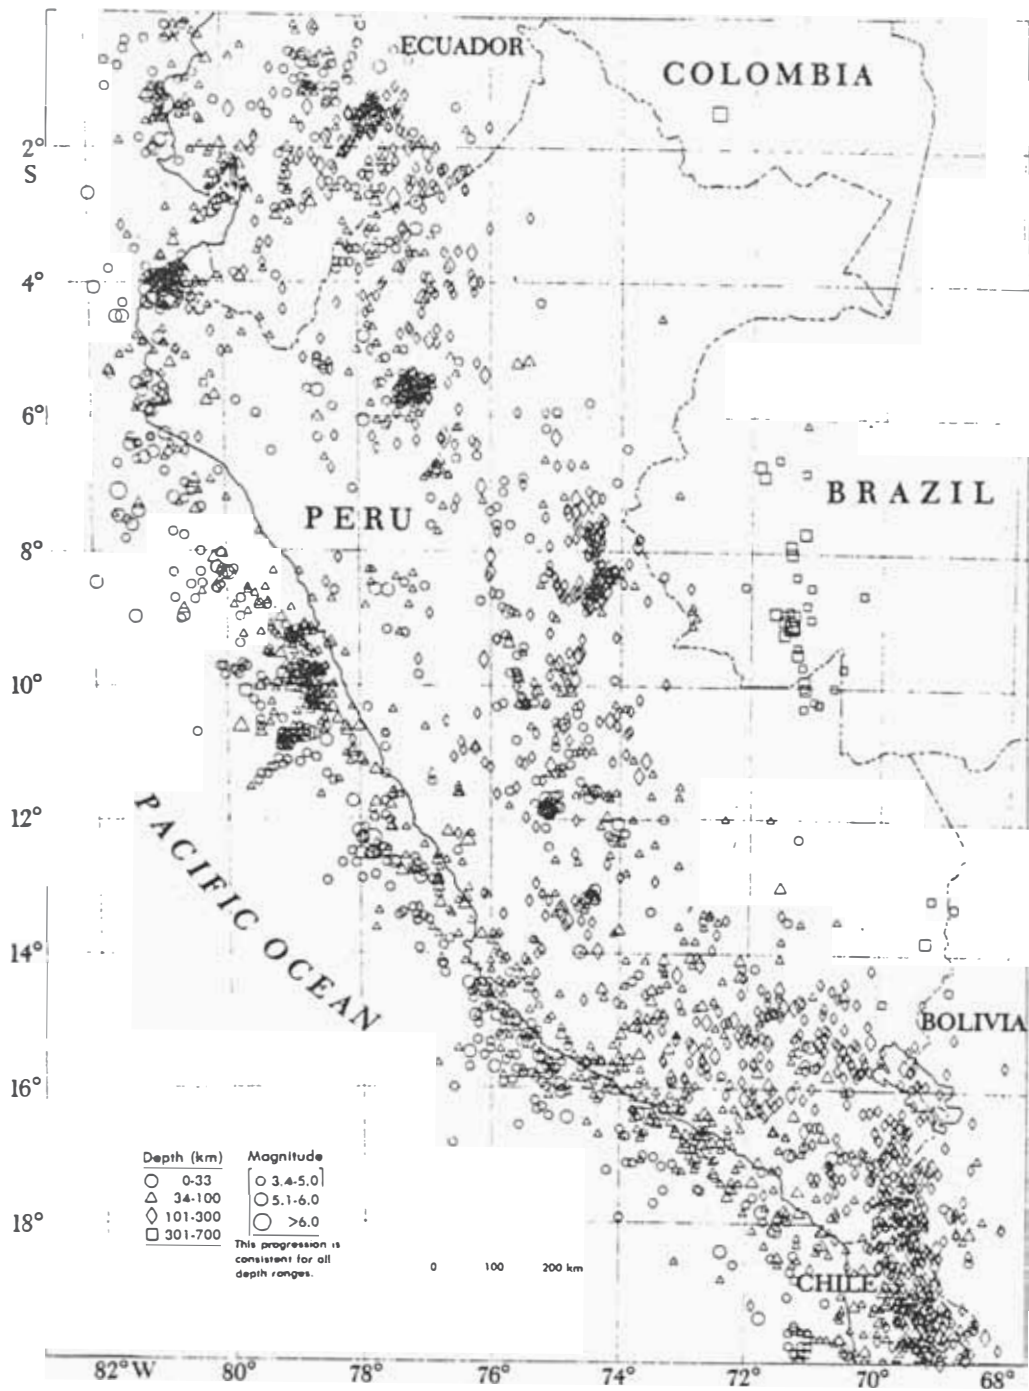 0°
ECUADOR
COLOMBIA
2°
S
4°
6°
PERU
BRAZIL
8°
10°
PACIFIC OCEAN
12°
14°
BOLIVIA
16°
Depth (km) Magnitude
0-33 3.4-5.0
34-100 5.1-6.0
101-300 >6.0
301-700
This progression is
consistent for all
depth ranges.
18°
0 100 200 km
CHILE
82°W 80° 78° 76° 74° 72° 70° 68°